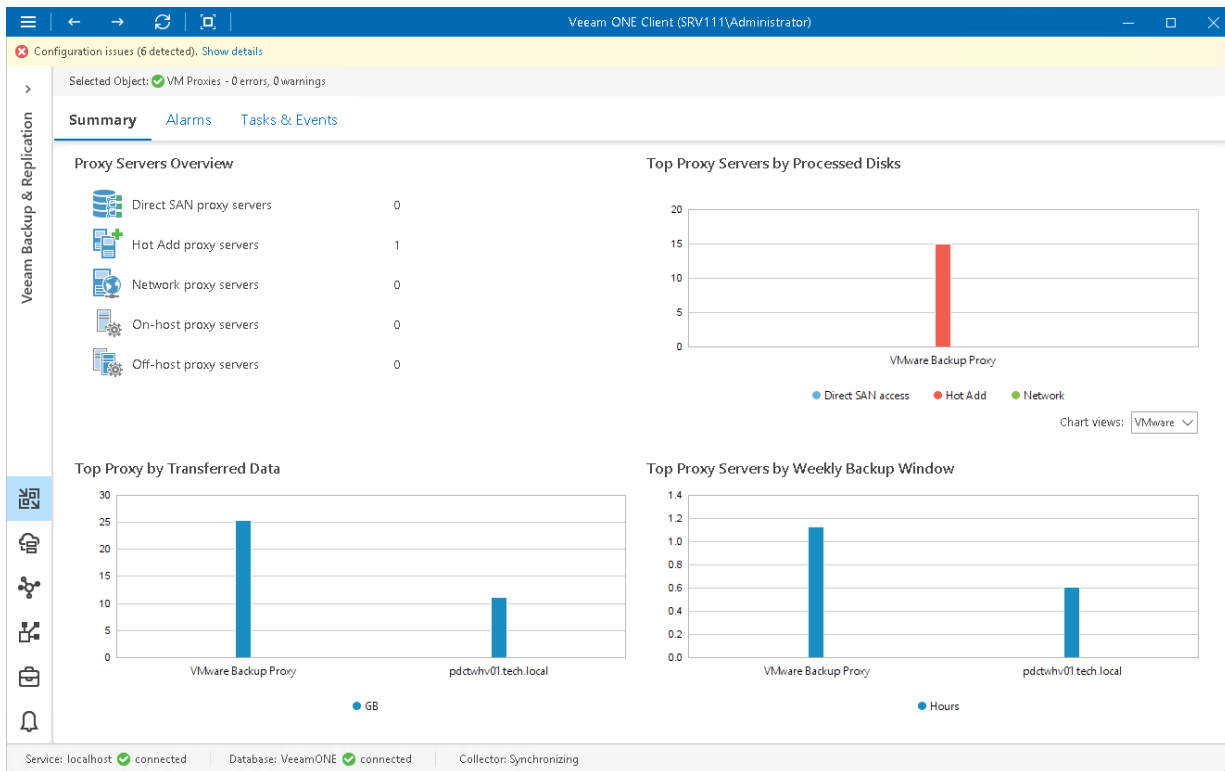 Veeam ONE Client (SRV111\Administrator)
Configuration issues (6 detected). Show details
Selected Object: VM Proxies - 0 errors, 0 warnings
Veeam Backup & Replication
Summary Alarms Tasks & Events
Proxy Servers Overview
Direct SAN proxy servers 0
Hot Add proxy servers 1
Network proxy servers 0
On-host proxy servers 0
Off-host proxy servers 0
Top Proxy Servers by Processed Disks
20
15
10
5
0
VMware Backup Proxy
Direct SAN access Hot Add Network
Chart views: VMware
Top Proxy by Transferred Data
30
25
20
15
10
5
0
VMware Backup Proxy pdctwhv01.tech.local
GB
Top Proxy Servers by Weekly Backup Window
1.4
1.2
1.0
0.8
0.6
0.4
0.2
0.0
VMware Backup Proxy pdctwhv01.tech.local
Hours
Service: localhost connected Database: VeeamONE connected Collector: Synchronizing